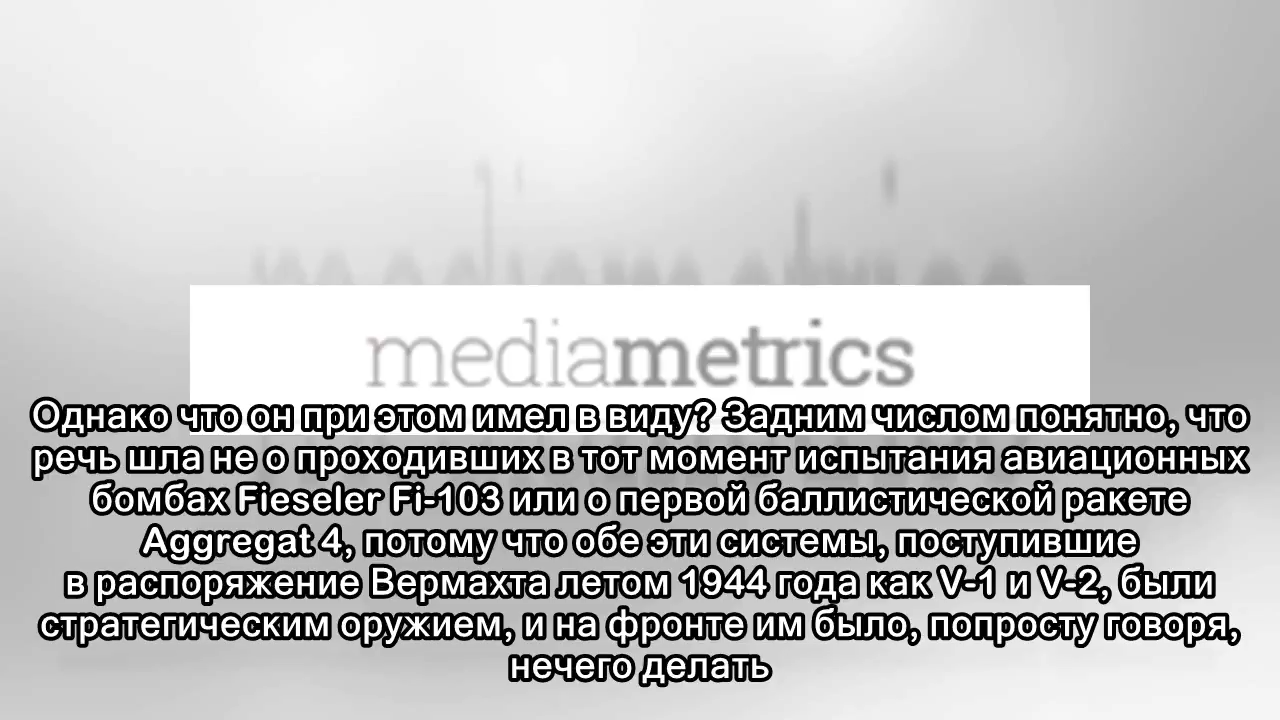 mediametrics
Однако что он при этом имел в виду? Задним числом понятно, что
речь шла не о проходивших в тот момент испытания авиационных
бомбах Fieseler Fi-103 или о первой баллистической ракете
Aggregat 4, потому что обе эти системы, поступившие
в распоряжение Вермахта летом 1944 года как V-1 и V-2, были
стратегическим оружием, и на фронте им было, попросту говоря,
нечего делать